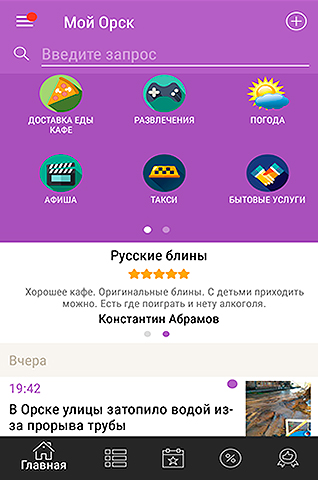 Мой Орск
Введите запрос
ДОСТАВКА ЕДЫ
КАФЕ
РАЗВЛЕЧЕНИЯ
ПОГОДА
АФИША
ТАКСИ
БЫТОВЫЕ УСЛУГИ
Русские блины
Хорошее кафе. Оригинальные блины. С детьми приходить
можно. Есть где поиграть и нету алкоголя.
Константин Абрамов
Вчера
19:42
В Орске улицы затопило водой из-
за прорыва трубы
Главная